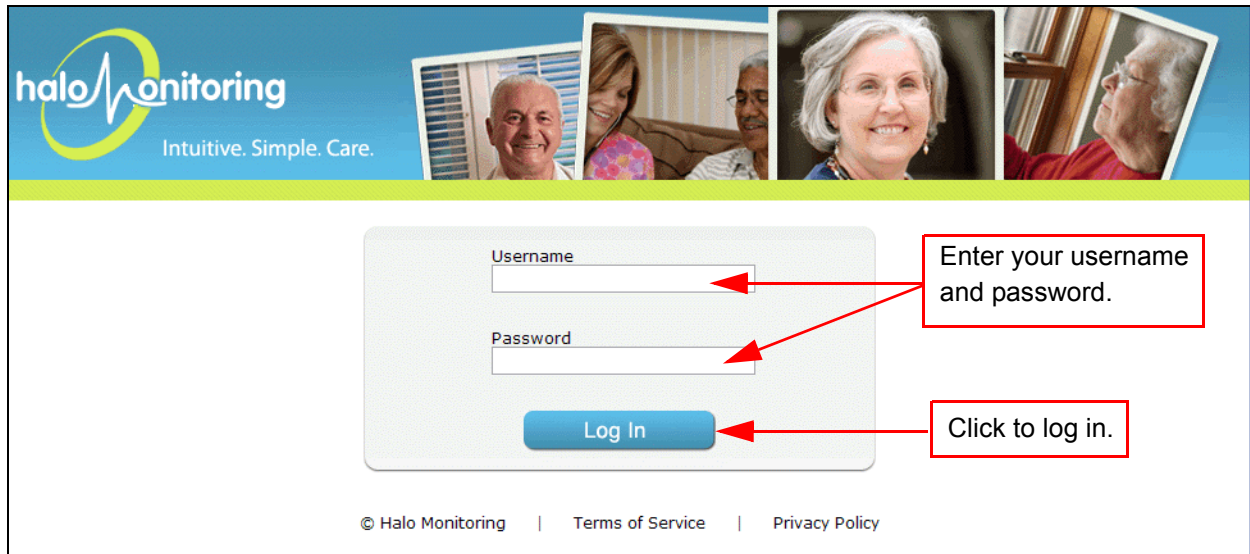 halo monitoring
Intuitive. Simple. Care.
Username
Enter your username
and password.
Password
Log In
Click to log in.
© Halo Monitoring | Terms of Service | Privacy Policy